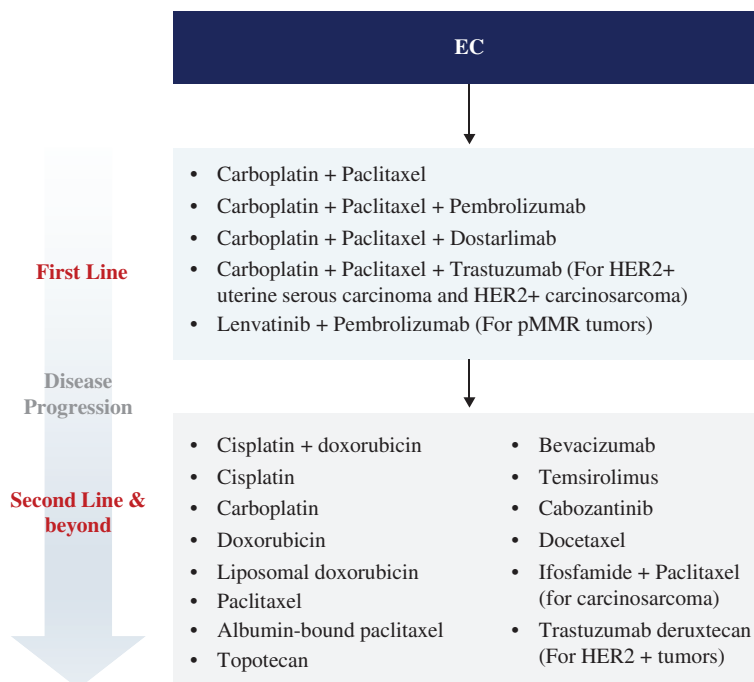 EC
First Line
• Carboplatin + Paclitaxel
• Carboplatin + Paclitaxel + Pembrolizumab
• Carboplatin + Paclitaxel + Dostarlimab
• Carboplatin + Paclitaxel + Trastuzumab (For HER2+
uterine serous carcinoma and HER2+ carcinosarcoma)
• Lenvatinib + Pembrolizumab (For pMMR tumors)
Disease
Progression
Second Line &
beyond
• Cisplatin + doxorubicin
• Cisplatin
• Carboplatin
• Doxorubicin
• Liposomal doxorubicin
• Paclitaxel
• Albumin-bound paclitaxel
• Topotecan
• Bevacizumab
• Temsirolimus
• Cabozantinib
• Docetaxel
• Ifosfamide + Paclitaxel
(for carcinosarcoma)
• Trastuzumab deruxtecan
(For HER2 + tumors)